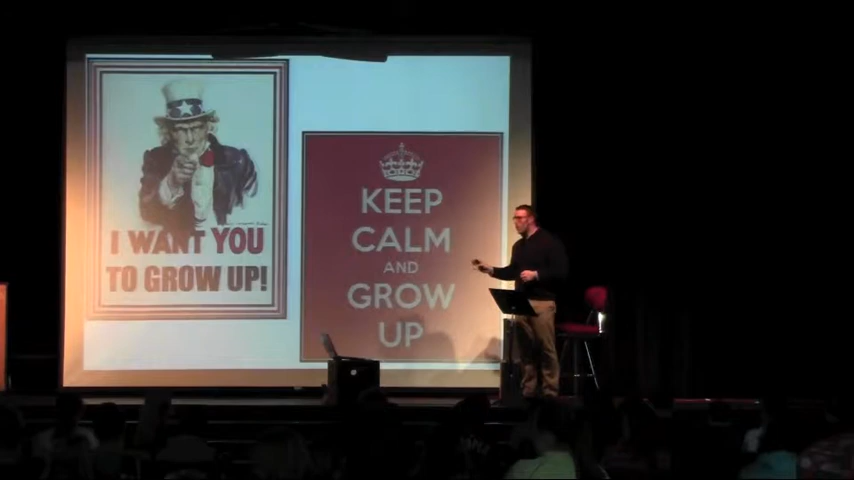 I WANT YOU
TO GROW UP!
KEEP
CALM
AND
GROW
UP